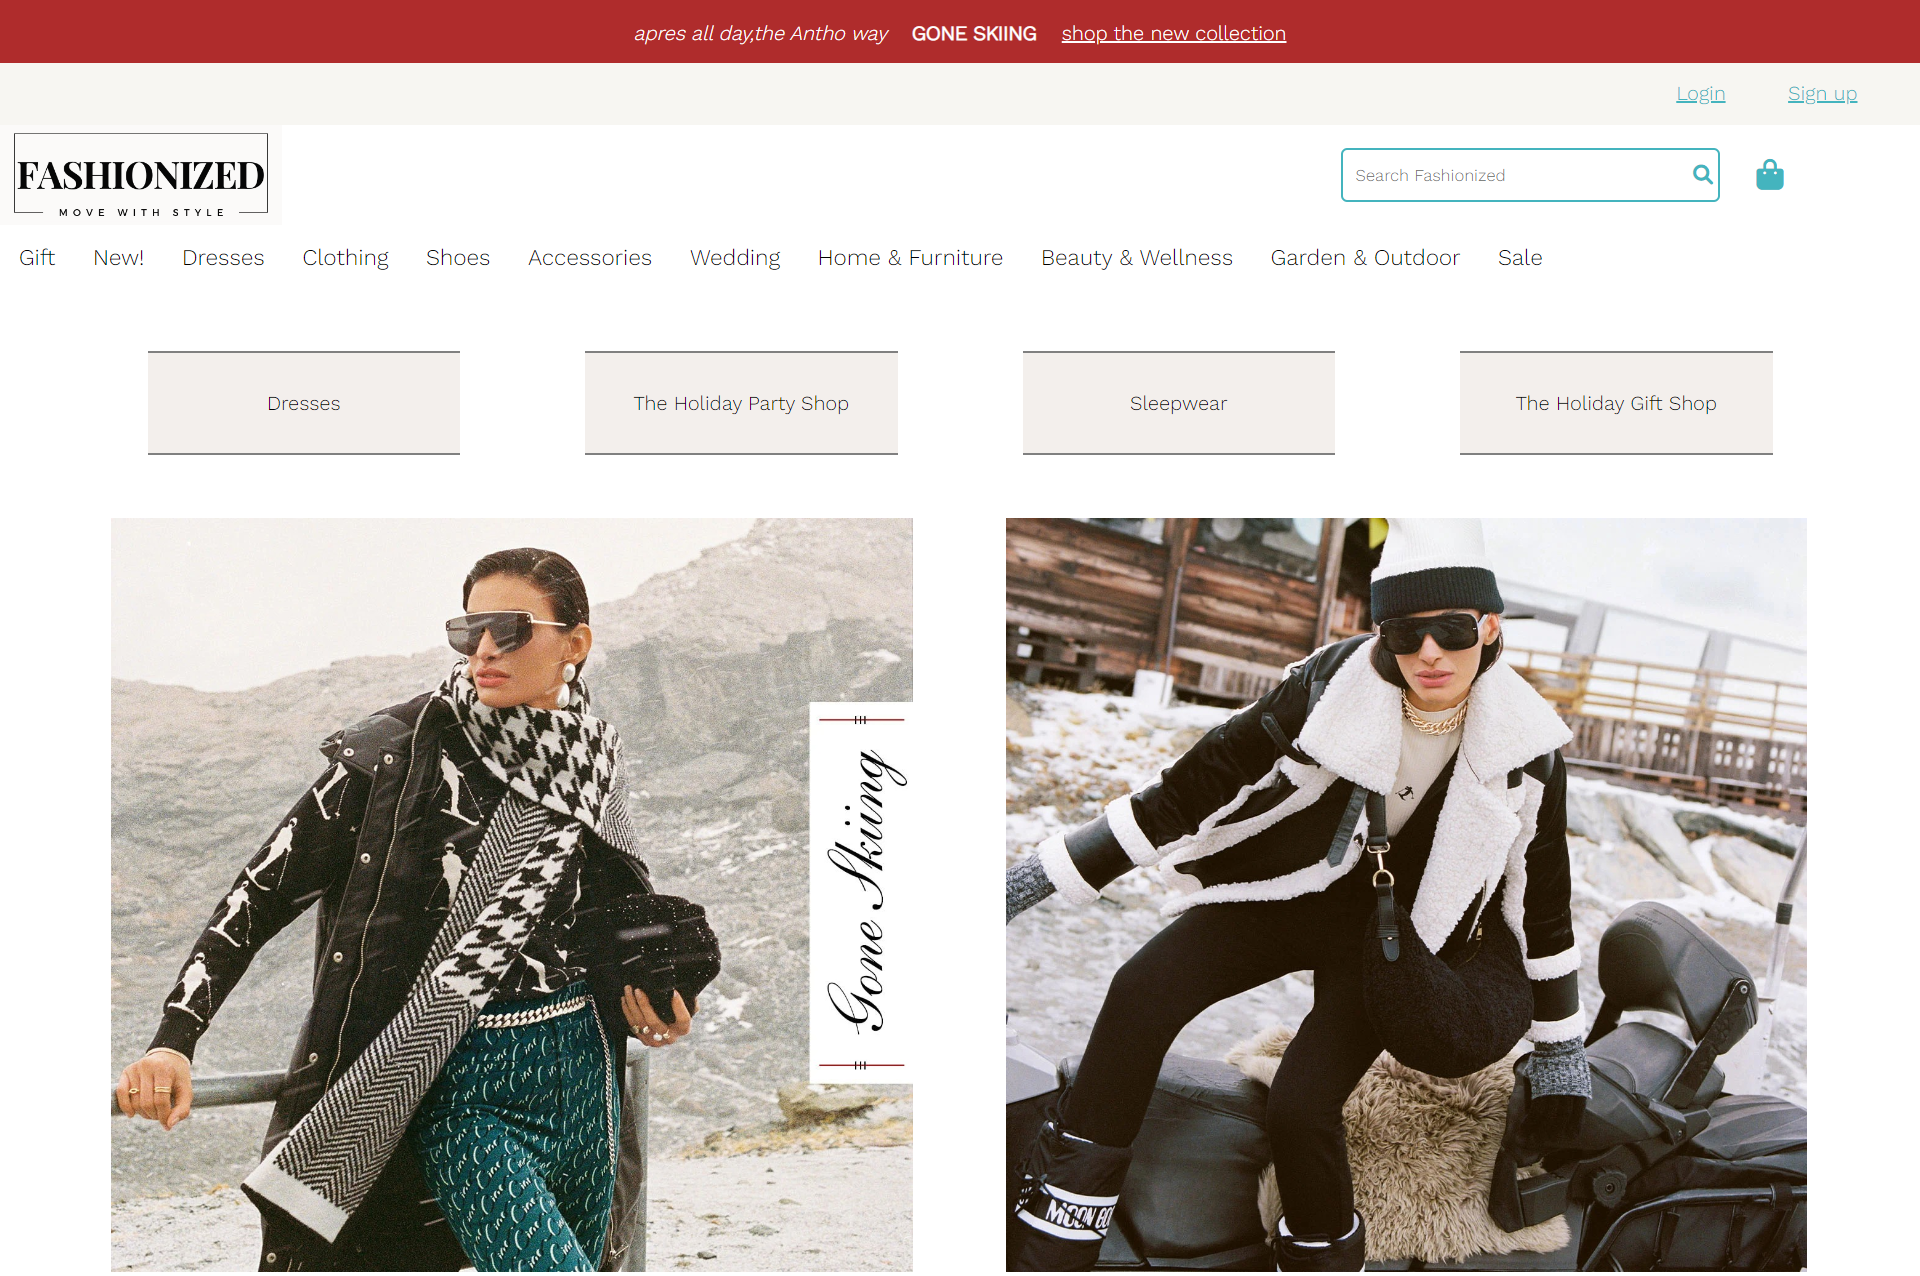 apres all day,the Antho way GONE SKIING shop the new collection
Login Sign up
FASHIONIZED
MOVE WITH STYLE
Search Fashionized
Gift New! Dresses Clothing Shoes Accessories Wedding Home & Furniture Beauty & Wellness Garden & Outdoor Sale
Dresses The Holiday Party Shop Sleepwear The Holiday Gift Shop
Gone Skiing